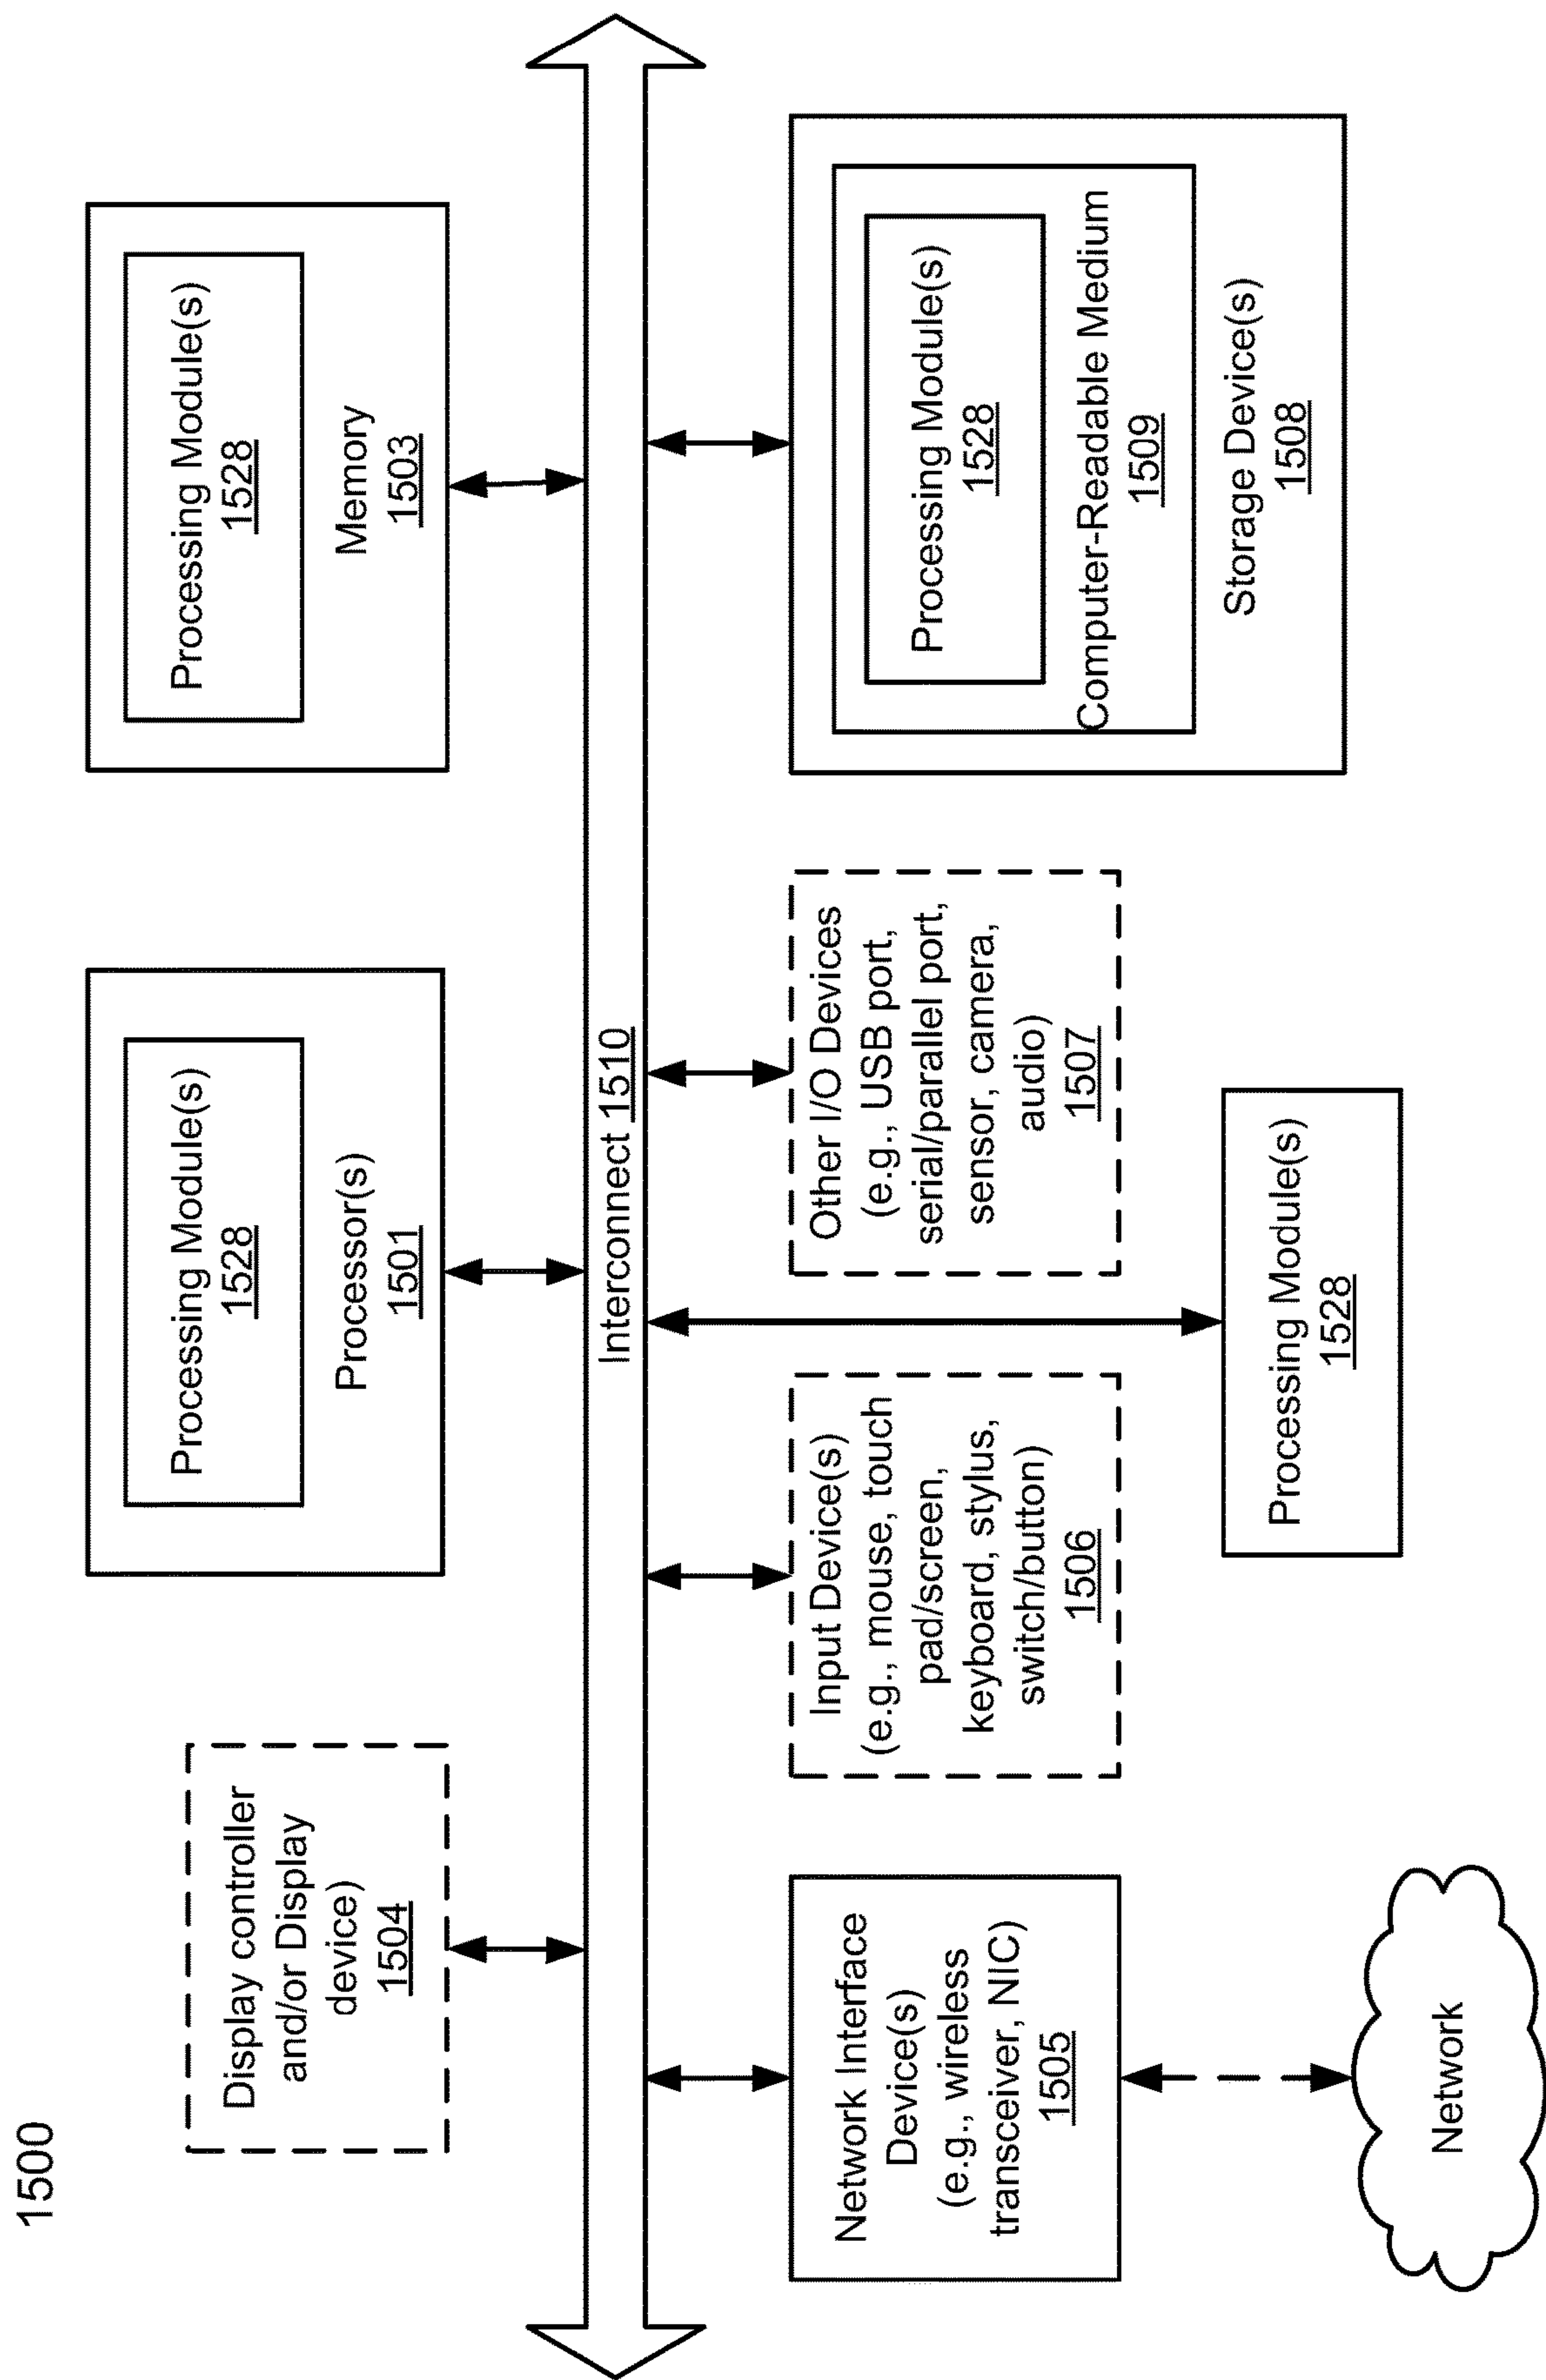 1500
Display controller
and/or Display
device)
1504
Processing Module(s)
1528
Processor(s)
1501
Processing Module(s)
1528
Memory
1503
Interconnect 1510
Network Interface
Device(s)
(e.g., wireless
transceiver, NIC)
1505
Input Device(s)
(e.g., mouse, touch
pad/screen,
keyboard, stylus,
switch/button)
1506
Other I/O Devices
(e.g., USB port,
serial/parallel port,
sensor, camera,
audio)
1507
Processing Module(s)
1528
Computer-Readable Medium
1509
Storage Device(s)
1508
Processing Module(s)
1528
Network